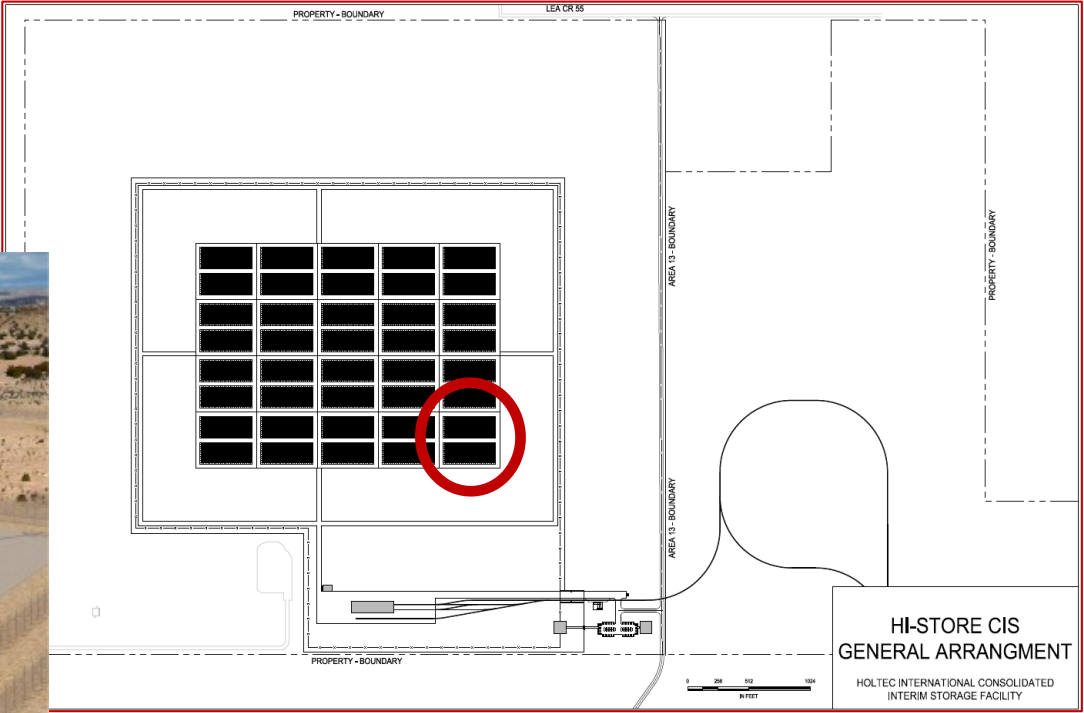 PROPERTY - BOUNDARY
LEA CR 55
AREA 13 - BOUNDARY
PROPERTY - BOUNDARY
AREA 13 - BOUNDARY
PROPERTY - BOUNDARY
0 256 512 1024
IN FEET
HI-STORE CIS
GENERAL ARRANGMENT
HOLTEC INTERNATIONAL CONSOLIDATED
INTERIM STORAGE FACILITY